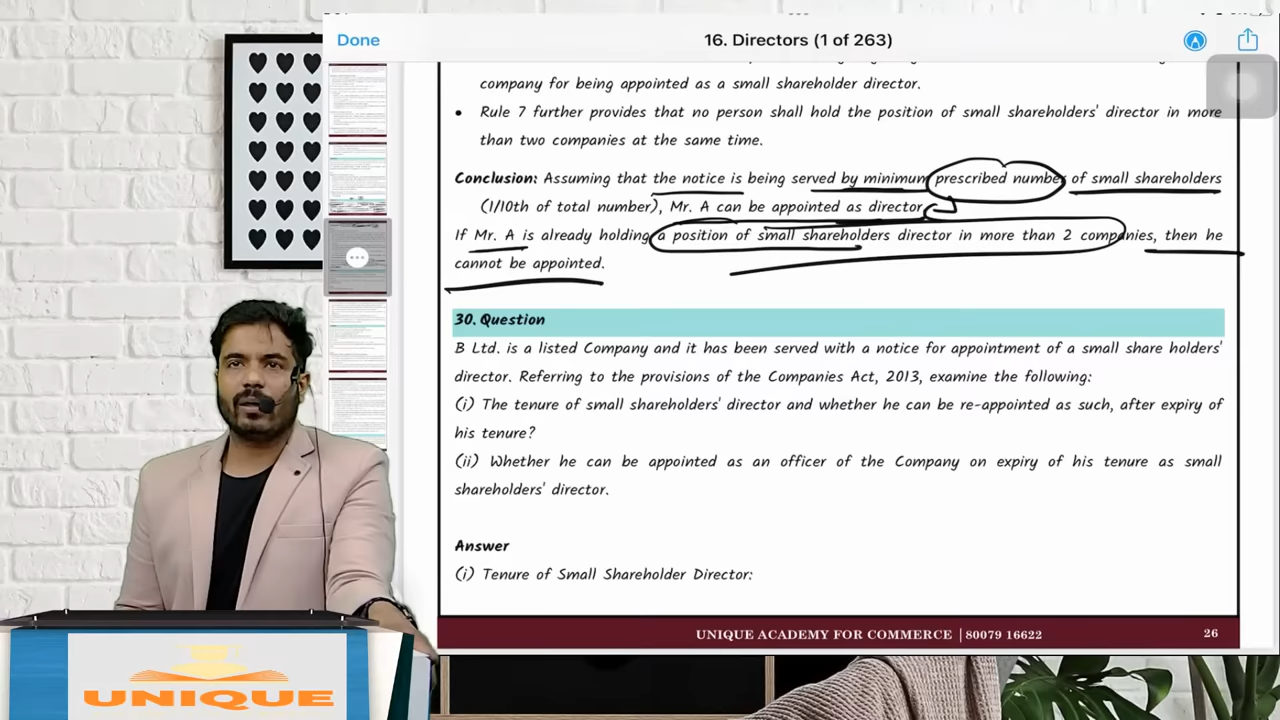 Done
16. Directors (1 of 263)
for being appointed as a small shareholder director.
Rule 7 further provides that no person shall hold the position of small shareholders' director in more
than two companies at the same time.
Conclusion: Assuming that the notice is being served by minimum prescribed number of small shareholders
(1/10th of total or lower), Mr. A can be appointed as director
If Mr. A is already holding a position of small shareholders director in more than 2 companies, then he
cannot be appointed.
30. Question
B Ltd. is a listed Company and it has been served with a notice for appointment of a small share holders'
director. Referring to the provisions of the Companies Act, 2013, examine the following:
(i) The tenure of small shareholders' director and whether he can be re-appointed as such, after expiry of
his tenure?
(ii) Whether he can be appointed as an officer of the Company on expiry of his tenure as small
shareholders' director.
Answer
(i) Tenure of Small Shareholder Director:
UNIQUE ACADEMY FOR COMMERCE | 80079 16622
26
UNIQUE